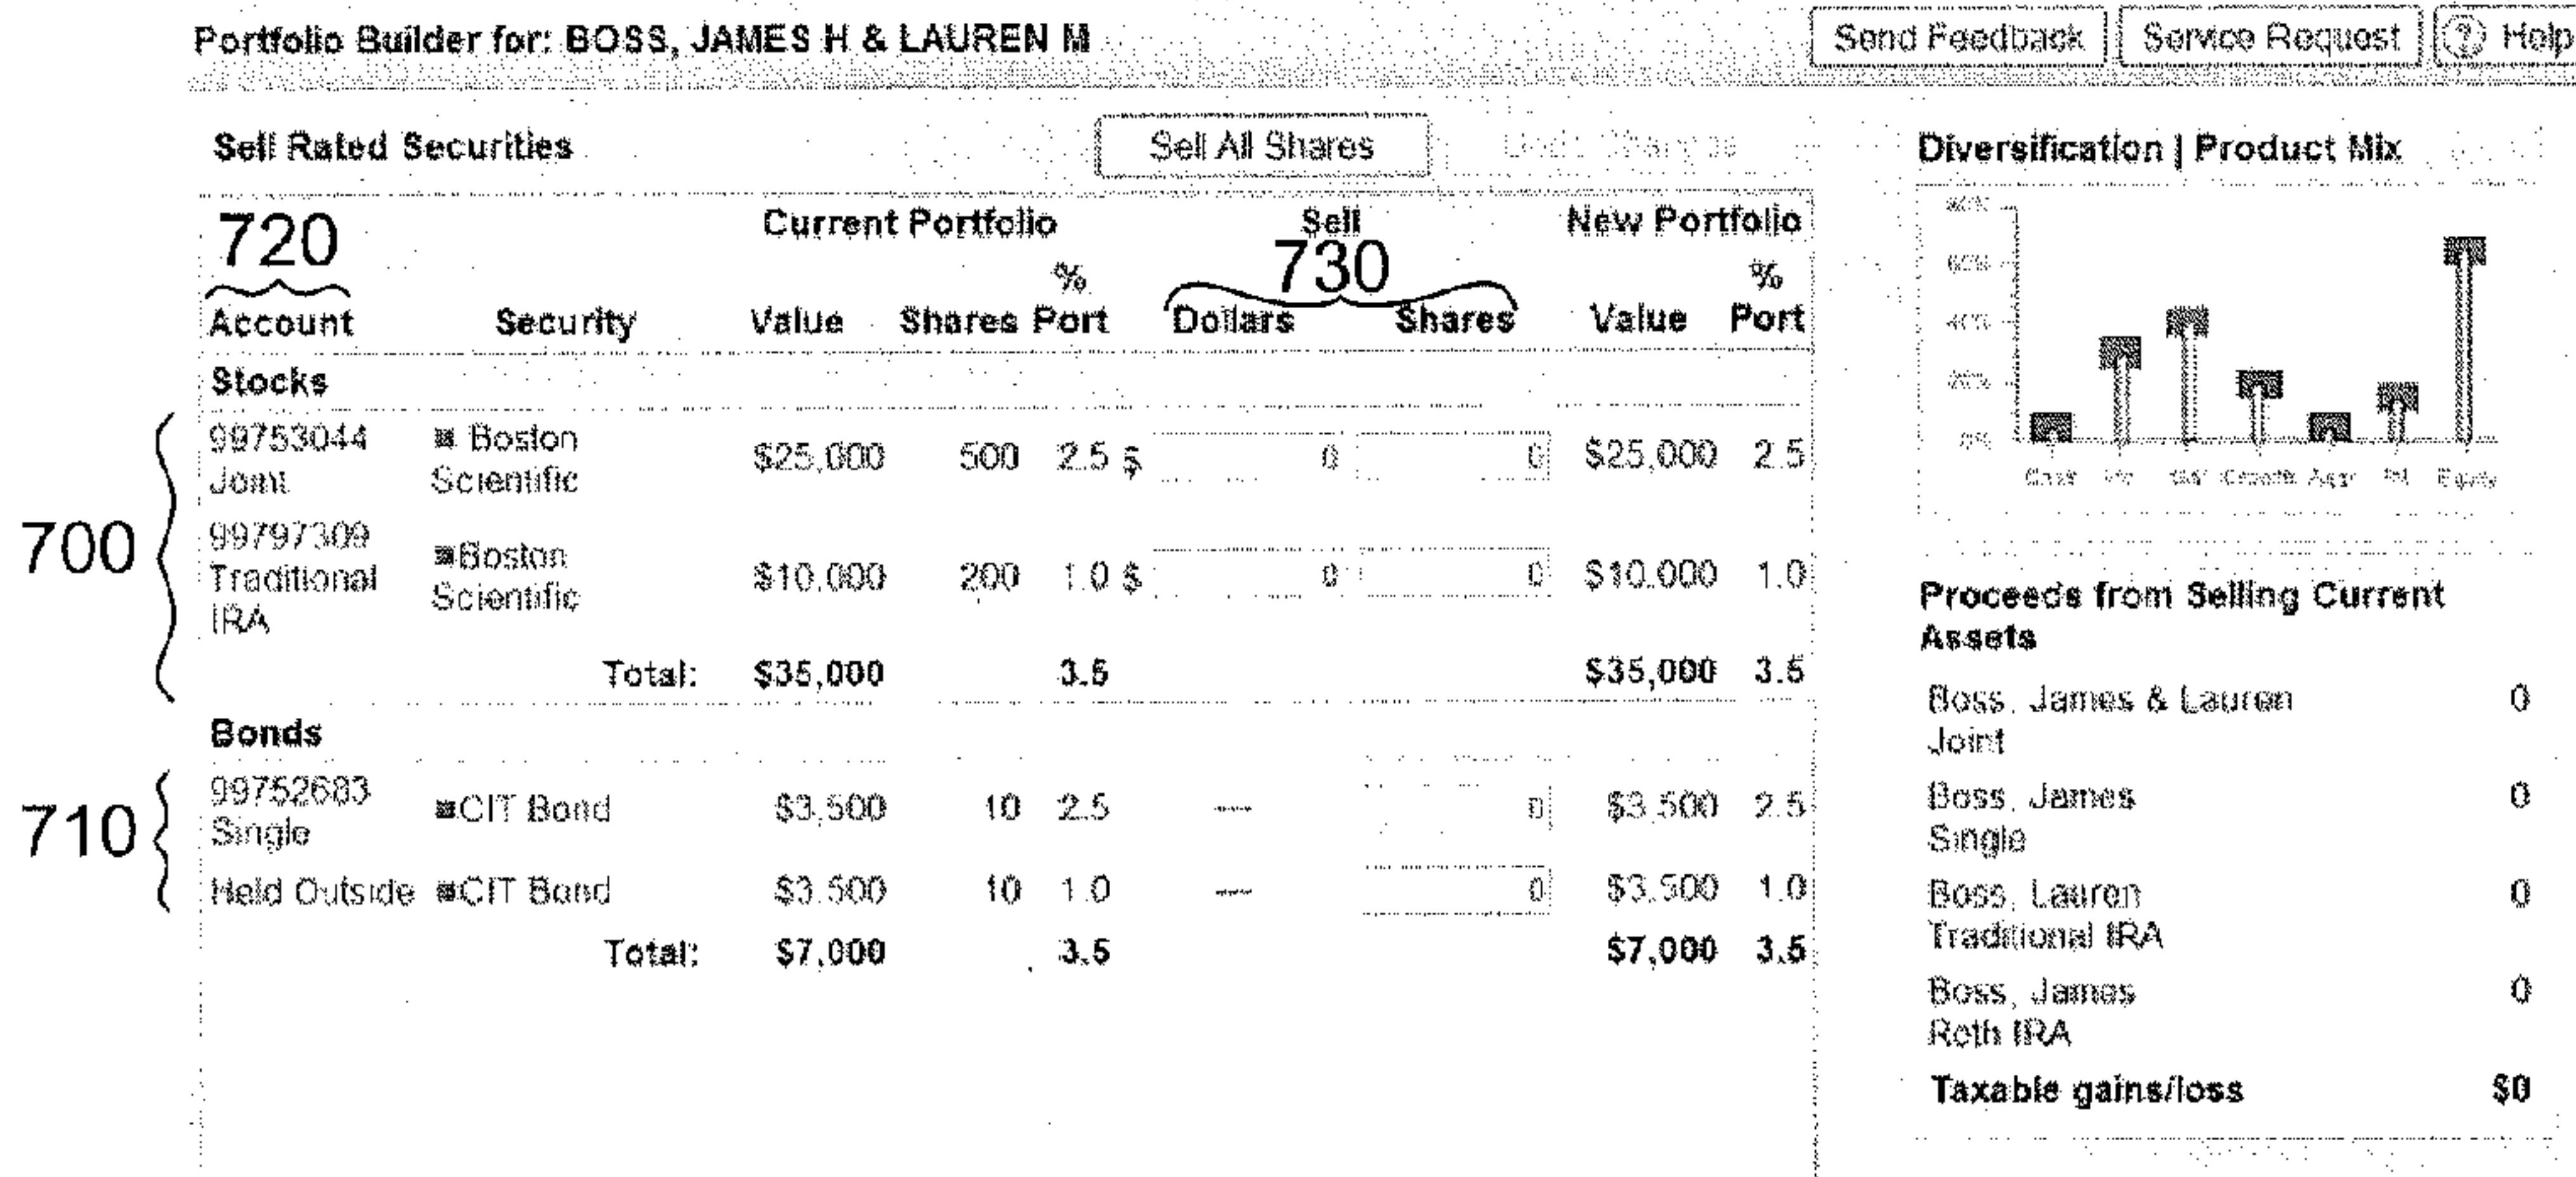 Portfolio Builder for: BOSS, JAMES H & LAUREN M
Send Feedback Service Request ? Help
Sell Rated Securities Sell All Shares
720 Current Portfolio Sell New Portfolio
730
% %
Account Security Value Shares Port Dollars Shares Value Port
Stocks
700
99753044 Joint Boston Scientific $25,000 500 2.5 $ 0 0 $25,000 2.5
99797309 Traditional IRA Boston Scientific $10,000 200 1.0 $ 0 0 $10,000 1.0
Total: $35,000 3.5 $35,000 3.5
Bonds
710
99752683 Single CIT Bond $3,500 10 2.5 — 0 $3,500 2.5
Held Outside CIT Bond $3,500 10 1.0 — 0 $3,500 1.0
Total: $7,000 3.5 $7,000 3.5
Diversification | Product Mix
60%
40%
20%
0%
Growth Equity
Proceeds from Selling Current
Assets
Boss, James & Lauren 0
Joint
Boss, James 0
Single
Boss, Lauren 0
Traditional IRA
Boss, James 0
Roth IRA
Taxable gains/loss $0